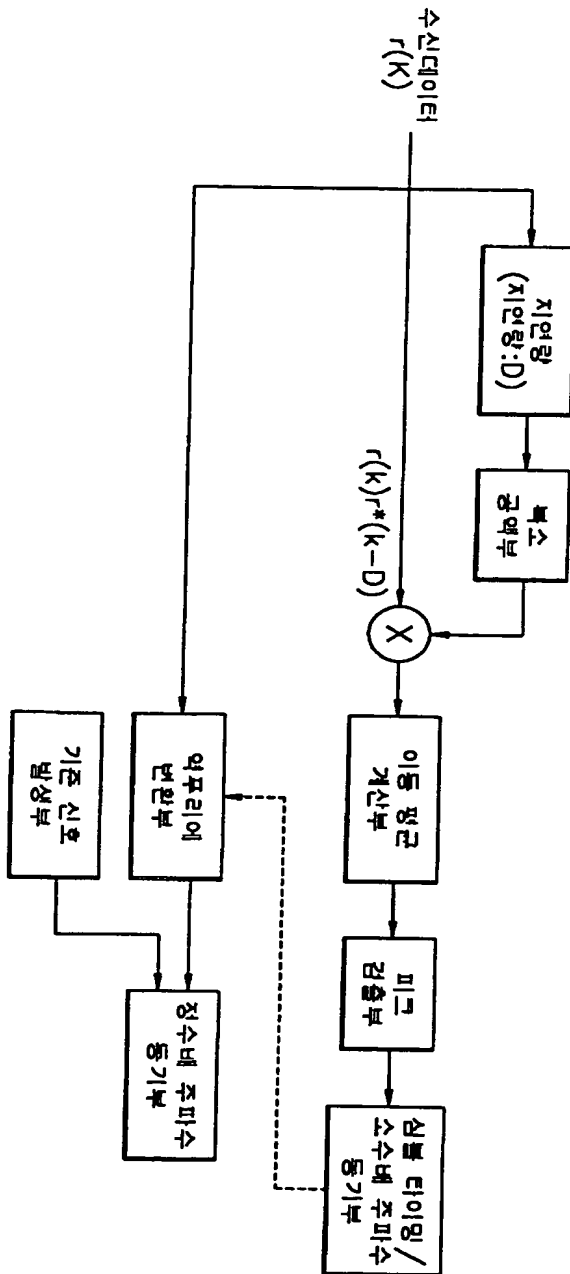 수신데이터
r(K)
지연랑
(지연랑:D)
복소
공액부
r(k)r*(k-D)
X
이동 평균
계산부
피크
검출부
심볼 타이밍/
소수배 주파수
동기부
역푸리에
변환부
기준 신호
발생부
정수배 주파수
동기부